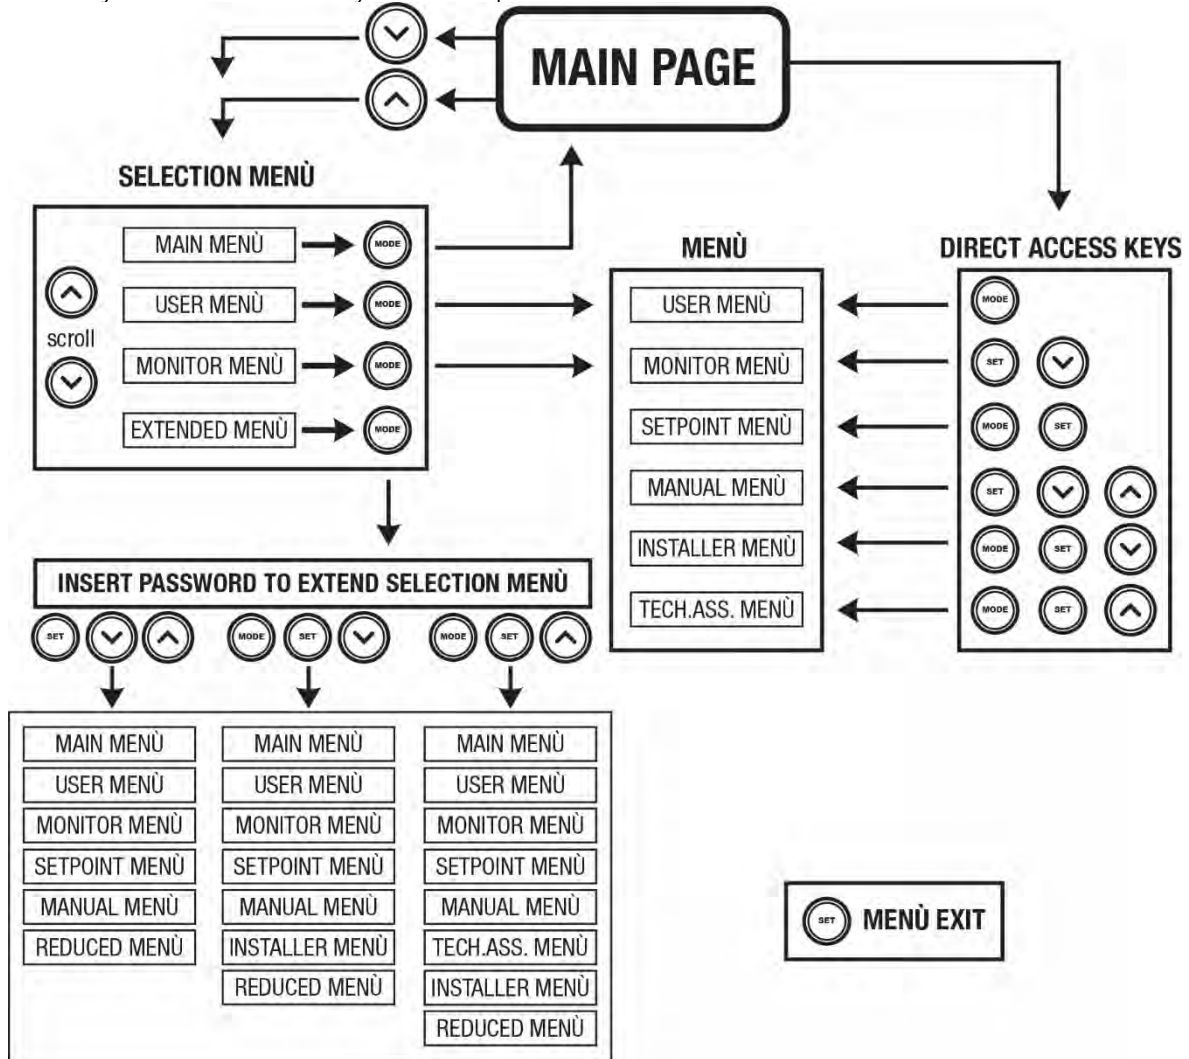 MAIN PAGE
SELECTION MENÙ
MAIN MENÙ MODE
USER MENÙ MODE
scroll
MONITOR MENÙ MODE
EXTENDED MENÙ MODE
MENÙ
USER MENÙ
MONITOR MENÙ
SETPOINT MENÙ
MANUAL MENÙ
INSTALLER MENÙ
TECH.ASS. MENÙ
DIRECT ACCESS KEYS
MODE
SET
MODE SET
SET
MODE SET
MODE SET
INSERT PASSWORD TO EXTEND SELECTION MENÙ
SET MODE SET MODE SET
MAIN MENÙ
USER MENÙ
MONITOR MENÙ
SETPOINT MENÙ
MANUAL MENÙ
REDUCED MENÙ
MAIN MENÙ
USER MENÙ
MONITOR MENÙ
SETPOINT MENÙ
MANUAL MENÙ
INSTALLER MENÙ
REDUCED MENÙ
MAIN MENÙ
USER MENÙ
MONITOR MENÙ
SETPOINT MENÙ
MANUAL MENÙ
TECH.ASS. MENÙ
INSTALLER MENÙ
REDUCED MENÙ
SET MENÙ EXIT